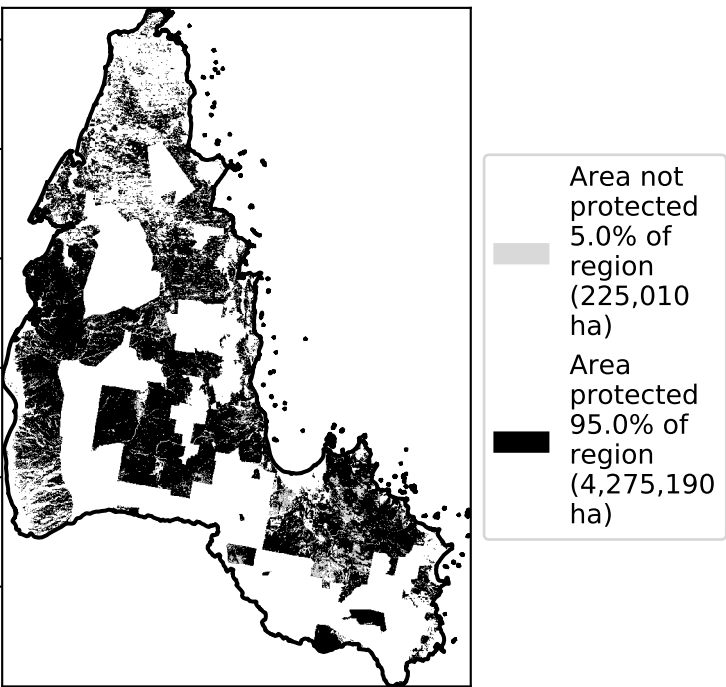 Area not
protected
5.0% of
region
(225,010
ha)
Area
protected
95.0% of
region
(4,275,190
ha)